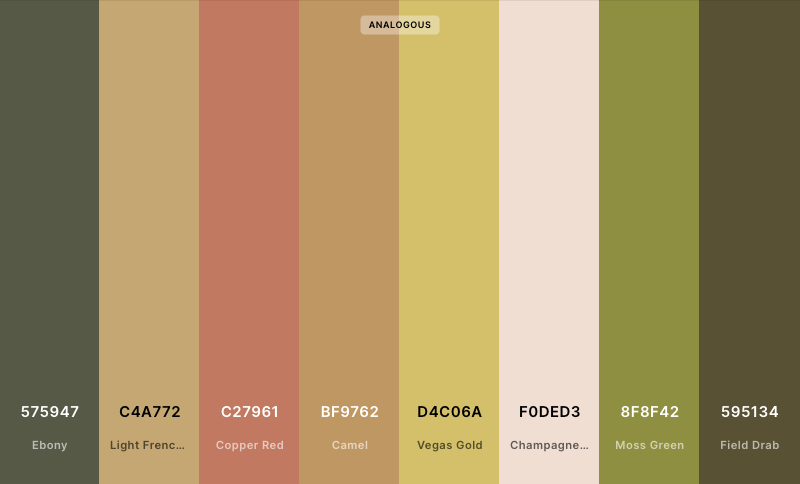 ANALOGOUS
575947
Ebony
C4A772
Light Frenc...
C27961
Copper Red
BF9762
Camel
D4C06A
Vegas Gold
F0DED3
Champagne...
8F8F42
Moss Green
595134
Field Drab